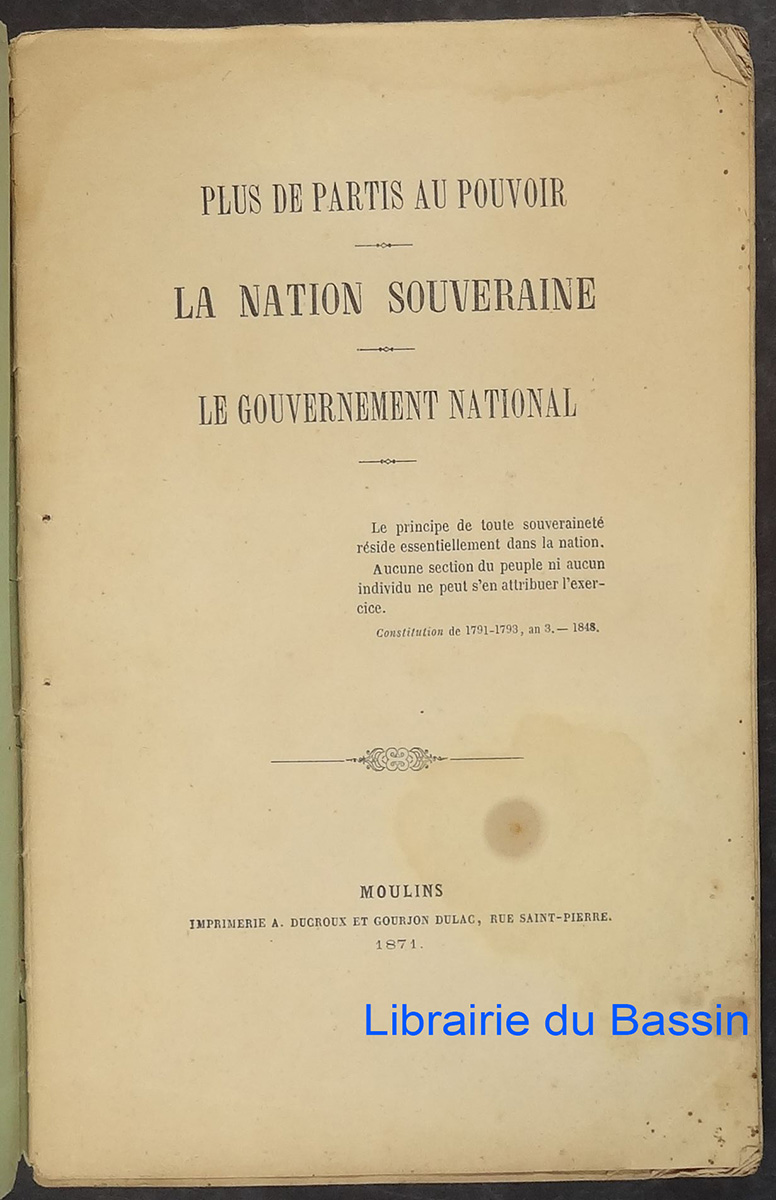 PLUS DE PARTIS AU POUVOIR
LA NATION SOUVERAINE
LE GOUVERNEMENT NATIONAL
Le principe de toute souveraineté
réside essentiellement dans la nation.
Aucune section du peuple ni aucun
individu ne peut s'en attribuer l'exer-
cice.
Constitution de 1791-1793, an 3. — 1848.
MOULINS
IMPRIMERIE A. DUCROUX ET GOURJON DULAC, RUE SAINT-PIERRE.
1871.
Librairie du Bassin